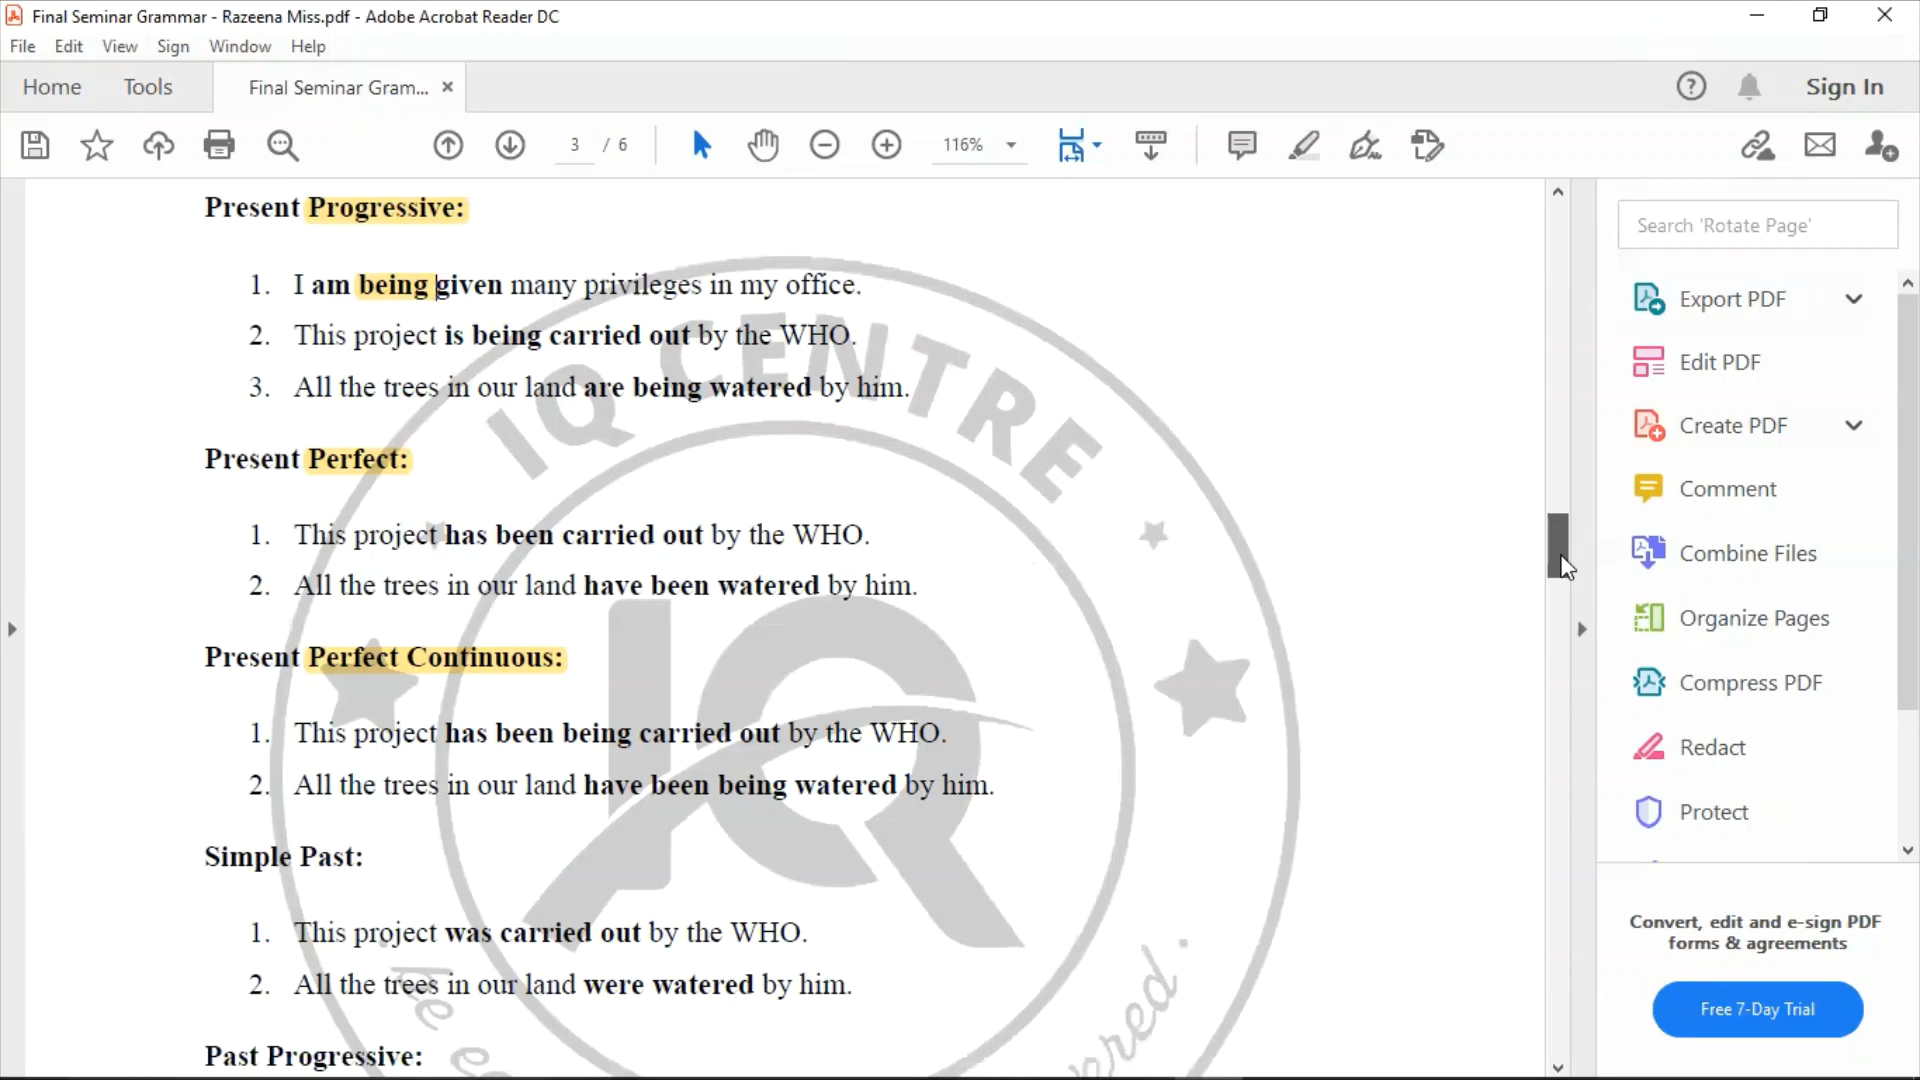 Final Seminar Grammar - Razeena Miss.pdf - Adobe Acrobat Reader DC
File Edit View Sign Window Help
Home Tools Final Seminar Gram... × Sign In
3 / 6 116%
Present Progressive:
1. I am being given many privileges in my office.
2. This project is being carried out by the WHO.
3. All the trees in our land are being watered by him.
Present Perfect:
1. This project has been carried out by the WHO.
2. All the trees in our land have been watered by him.
Present Perfect Continuous:
1. This project has been being carried out by the WHO.
2. All the trees in our land have been being watered by him.
Simple Past:
1. This project was carried out by the WHO.
2. All the trees in our land were watered by him.
Past Progressive:
IQ CENTRE
IQ
be
Search 'Rotate Page'
Export PDF
Edit PDF
Create PDF
Comment
Combine Files
Organize Pages
Compress PDF
Redact
Protect
Convert, edit and e-sign PDF
forms & agreements
Free 7-Day Trial